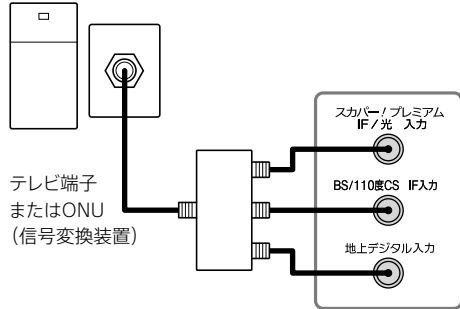 スカパー!プレミアム
IF/光 入力
テレビ端子
またはONU
(信号変換装置)
BS/110度CS IF入力
地上デジタル入力